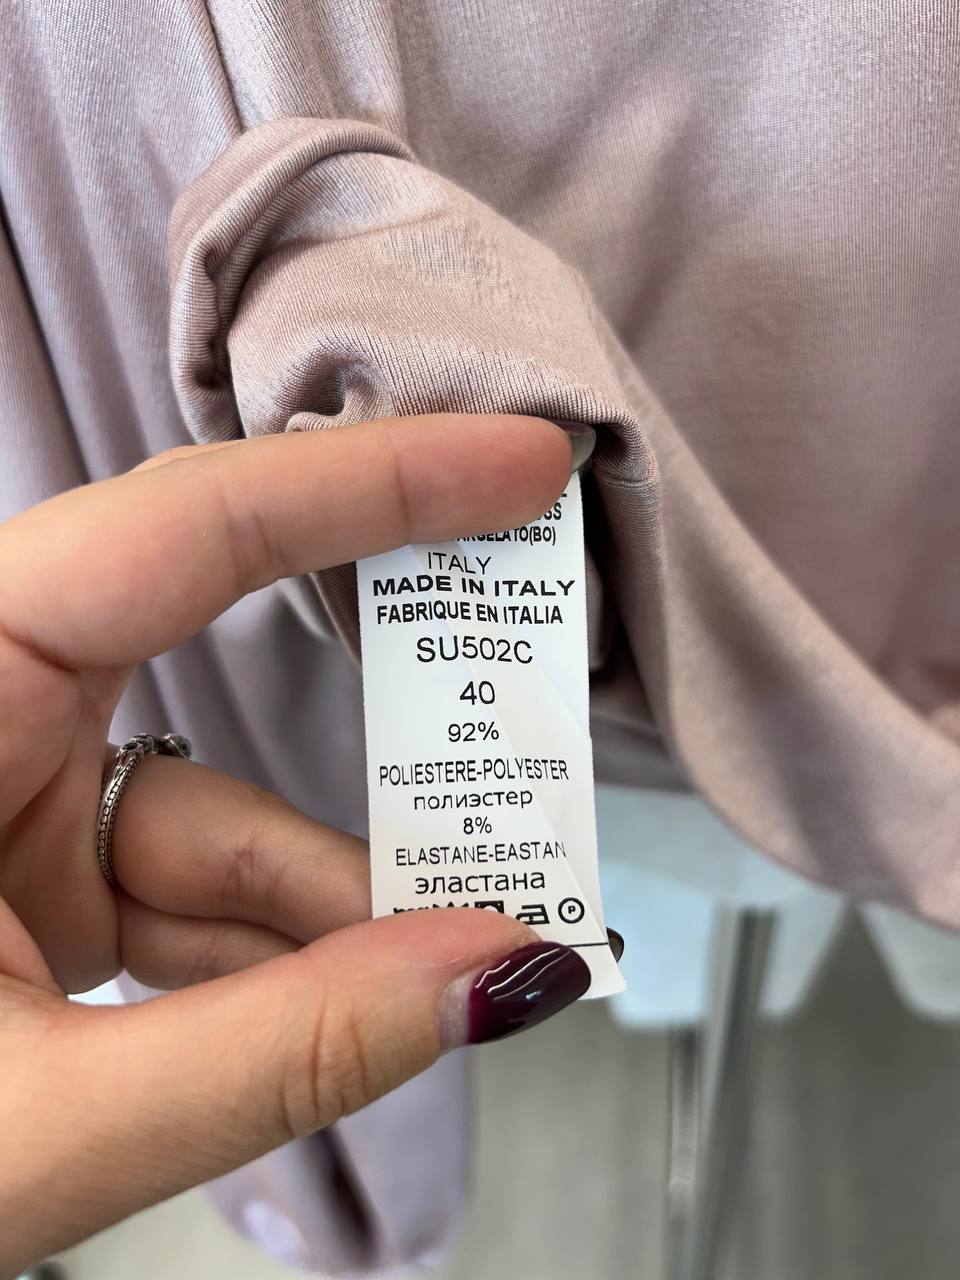 ITALY
MADE IN ITALY
FABRIQUE EN ITALIA
SU502C
40
92%
POLIESTERE-POLYESTER
полиэстер
8%
ELASTANE-EASTAN
эластана
P